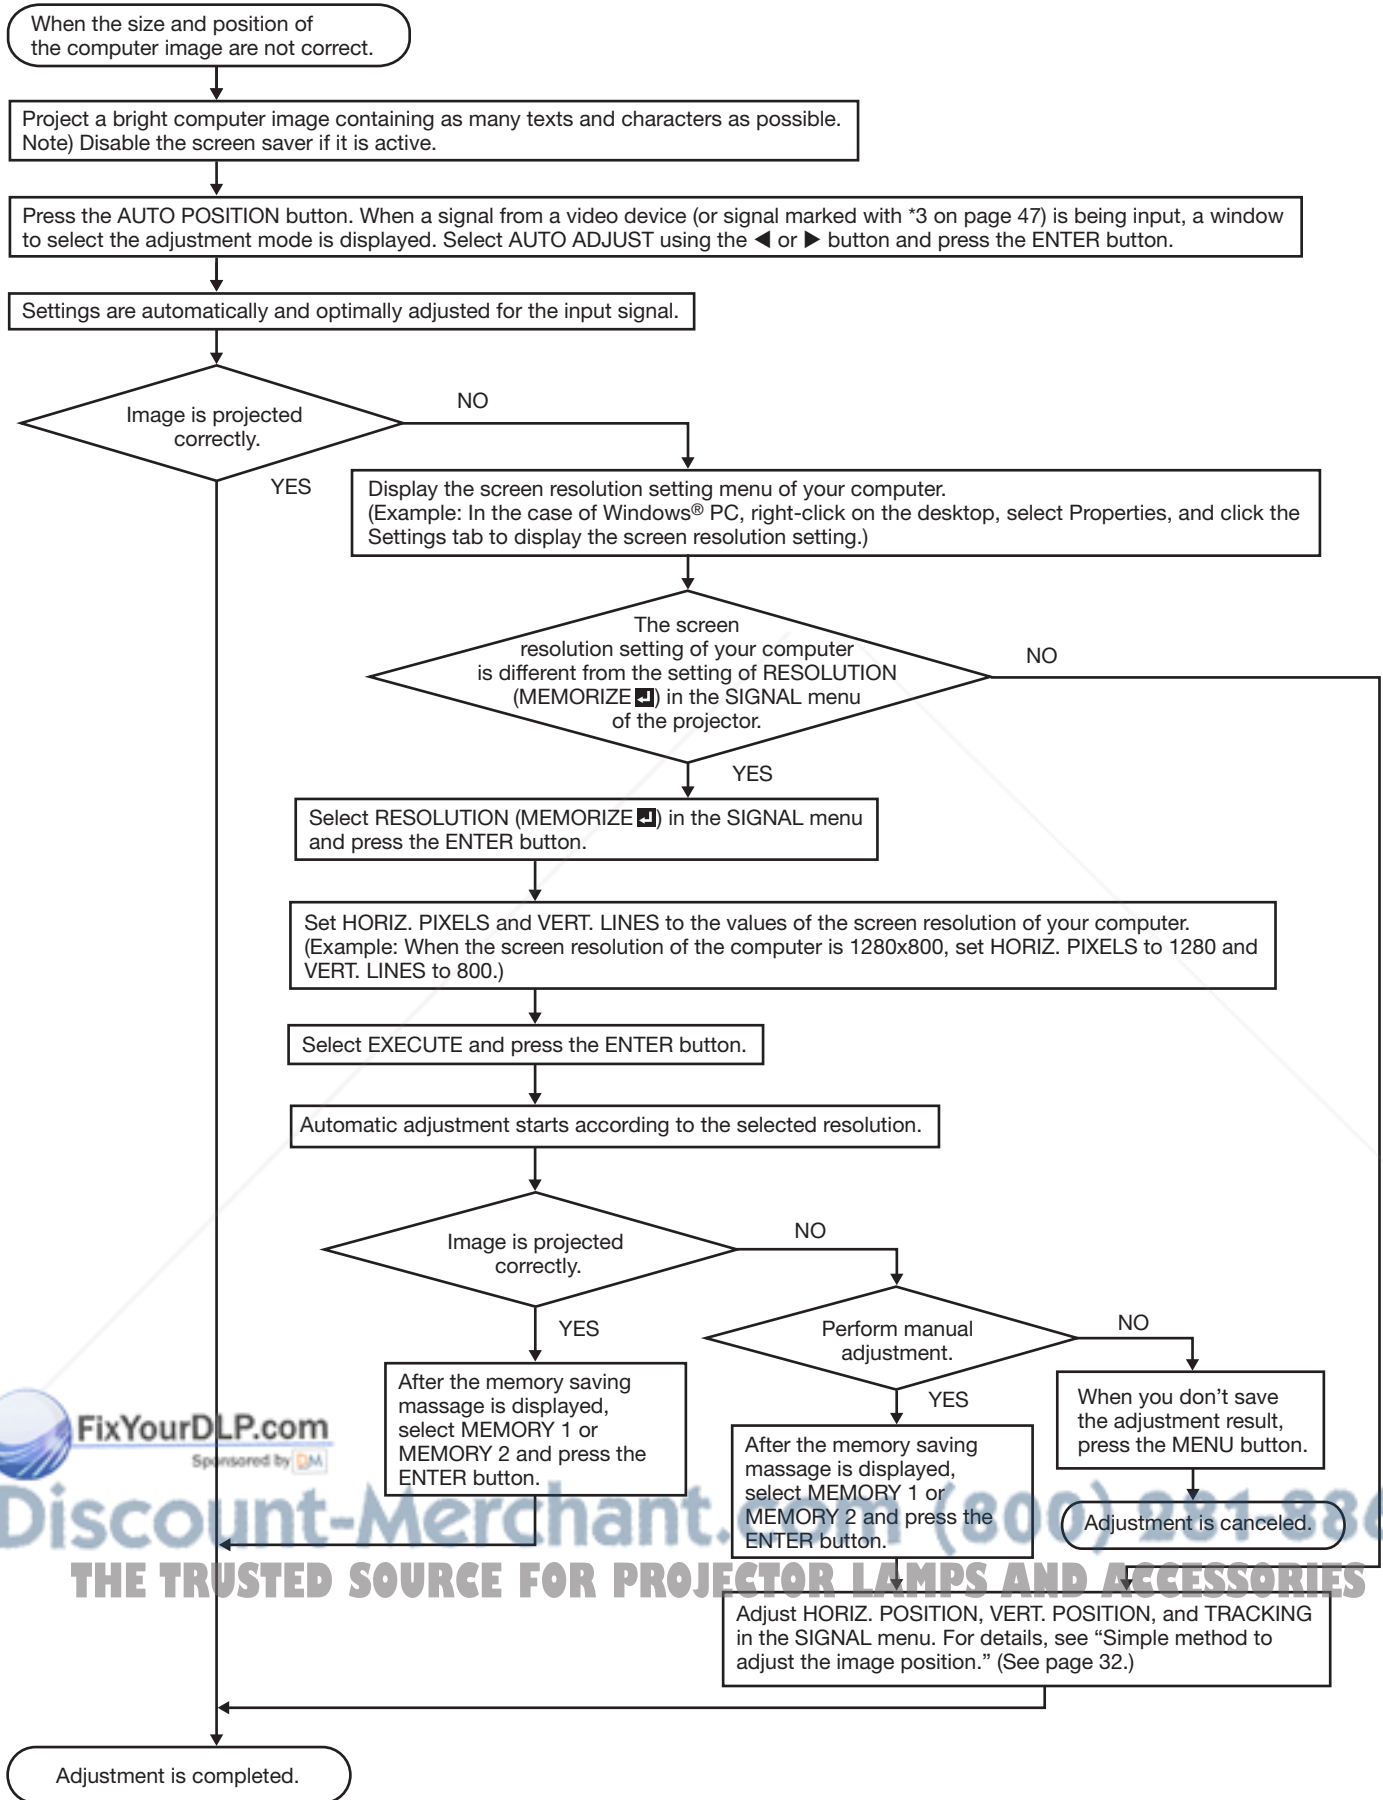 When the size and position of
the computer image are not correct.
Project a bright computer image containing as many texts and characters as possible.
Note) Disable the screen saver if it is active.
Press the AUTO POSITION button. When a signal from a video device (or signal marked with *3 on page 47) is being input, a window
to select the adjustment mode is displayed. Select AUTO ADJUST using the ◀ or ▶ button and press the ENTER button.
Settings are automatically and optimally adjusted for the input signal.
Image is projected
correctly.
NO
YES
Display the screen resolution setting menu of your computer.
(Example: In the case of Windows® PC, right-click on the desktop, select Properties, and click the
Settings tab to display the screen resolution setting.)
The screen
resolution setting of your computer
is different from the setting of RESOLUTION
(MEMORIZE ↵) in the SIGNAL menu
of the projector.
NO
YES
Select RESOLUTION (MEMORIZE ↵) in the SIGNAL menu
and press the ENTER button.
Set HORIZ. PIXELS and VERT. LINES to the values of the screen resolution of your computer.
(Example: When the screen resolution of the computer is 1280x800, set HORIZ. PIXELS to 1280 and
VERT. LINES to 800.)
Select EXECUTE and press the ENTER button.
Automatic adjustment starts according to the selected resolution.
Image is projected
correctly.
NO
YES
Perform manual
adjustment.
NO
YES
After the memory saving
massage is displayed,
select MEMORY 1 or
MEMORY 2 and press the
ENTER button.
After the memory saving
massage is displayed,
select MEMORY 1 or
MEMORY 2 and press the
ENTER button.
When you don't save
the adjustment result,
press the MENU button.
Adjustment is canceled.
FixYourDLP.com
Sponsored by DM
Discount-Merchant.com (800) 281-886
THE TRUSTED SOURCE FOR PROJECTOR LAMPS AND ACCESSORIES
Adjust HORIZ. POSITION, VERT. POSITION, and TRACKING
in the SIGNAL menu. For details, see “Simple method to
adjust the image position.” (See page 32.)
Adjustment is completed.